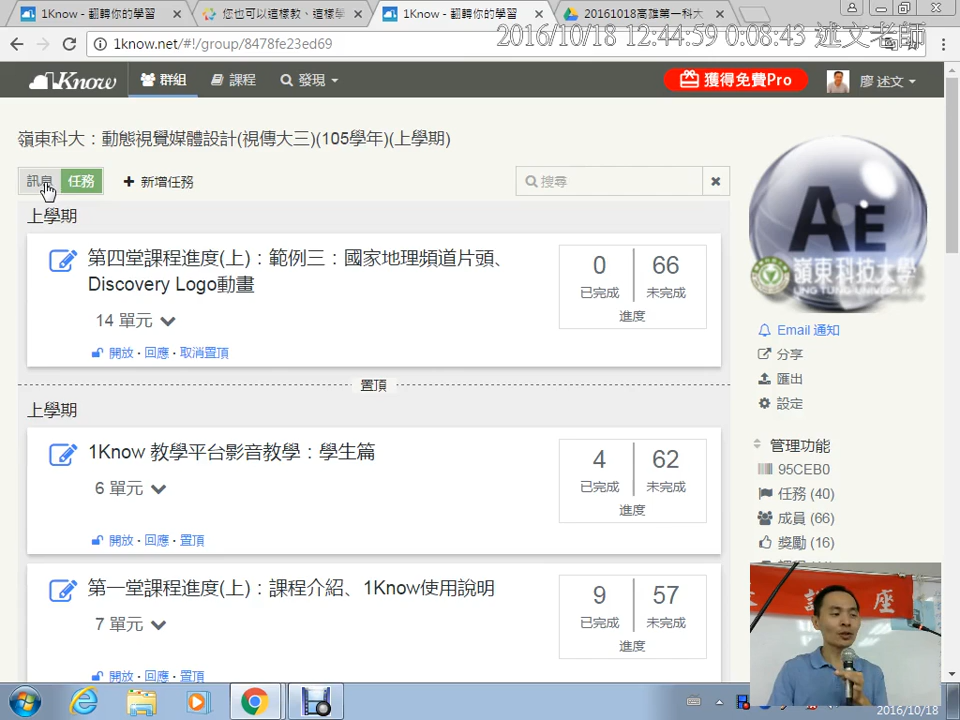 1Know - 翻轉你的學習
您也可以這樣教、這樣學
1Know - 翻轉你的學習
20161018高雄第一科大
1know.net/#!/group/8478fe23ed69
2016/10/18 12:44:59 0:08:43 述文老師
1Know
群組
課程
發現
獲得免費Pro
廖 述文
嶺東科大：動態視覺媒體設計(視傳大三)(105學年)(上學期)
訊息
任務
新增任務
搜尋
上學期
第四堂課程進度(上)：範例三：國家地理頻道片頭、
Discovery Logo動畫
14 單元
開放 · 回應 · 取消置頂
0 66
已完成 未完成
進度
置頂
上學期
1Know 教學平台影音教學：學生篇
6 單元
開放 · 回應 · 置頂
4 62
已完成 未完成
進度
第一堂課程進度(上)：課程介紹、1Know使用說明
7 單元
開放 · 回應 · 置頂
9 57
已完成 未完成
進度
AE
嶺東科技大學
LING TUNG UNIVERSITY
Email 通知
分享
匯出
設定
管理功能
95CEB0
任務 (40)
成員 (66)
獎勵 (16)
講 座
2016/10/18